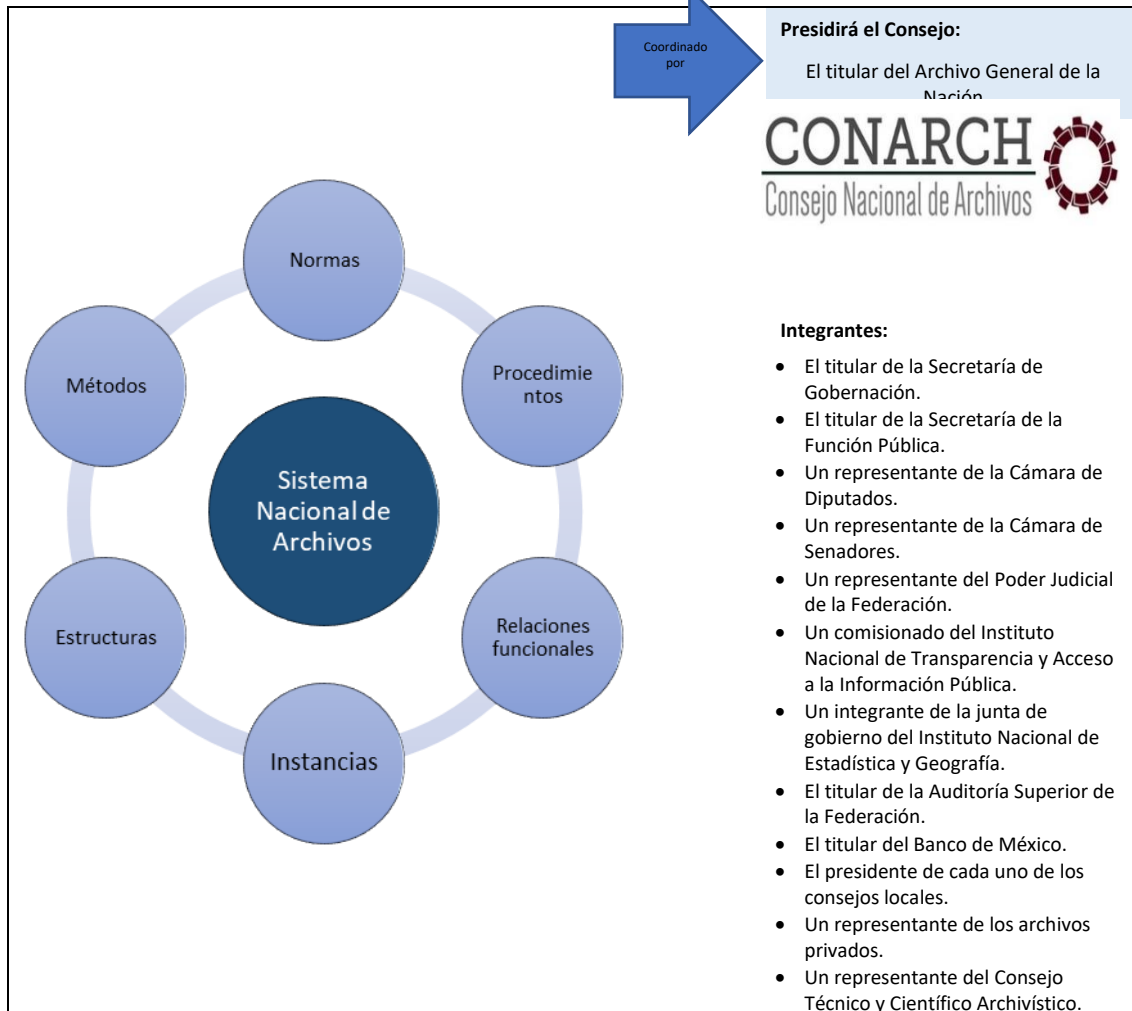 Coordinado
por
Presidirá el Consejo:
El titular del Archivo General de la
Nación
CONARCH
Consejo Nacional de Archivos
Normas
Procedimie
ntos
Relaciones
funcionales
Instancias
Estructuras
Métodos
Sistema
Nacional de
Archivos
Integrantes:
• El titular de la Secretaría de
Gobernación.
• El titular de la Secretaría de la
Función Pública.
• Un representante de la Cámara de
Diputados.
• Un representante de la Cámara de
Senadores.
• Un representante del Poder Judicial
de la Federación.
• Un comisionado del Instituto
Nacional de Transparencia y Acceso
a la Información Pública.
• Un integrante de la junta de
gobierno del Instituto Nacional de
Estadística y Geografía.
• El titular de la Auditoría Superior de
la Federación.
• El titular del Banco de México.
• El presidente de cada uno de los
consejos locales.
• Un representante de los archivos
privados.
• Un representante del Consejo
Técnico y Científico Archivístico.